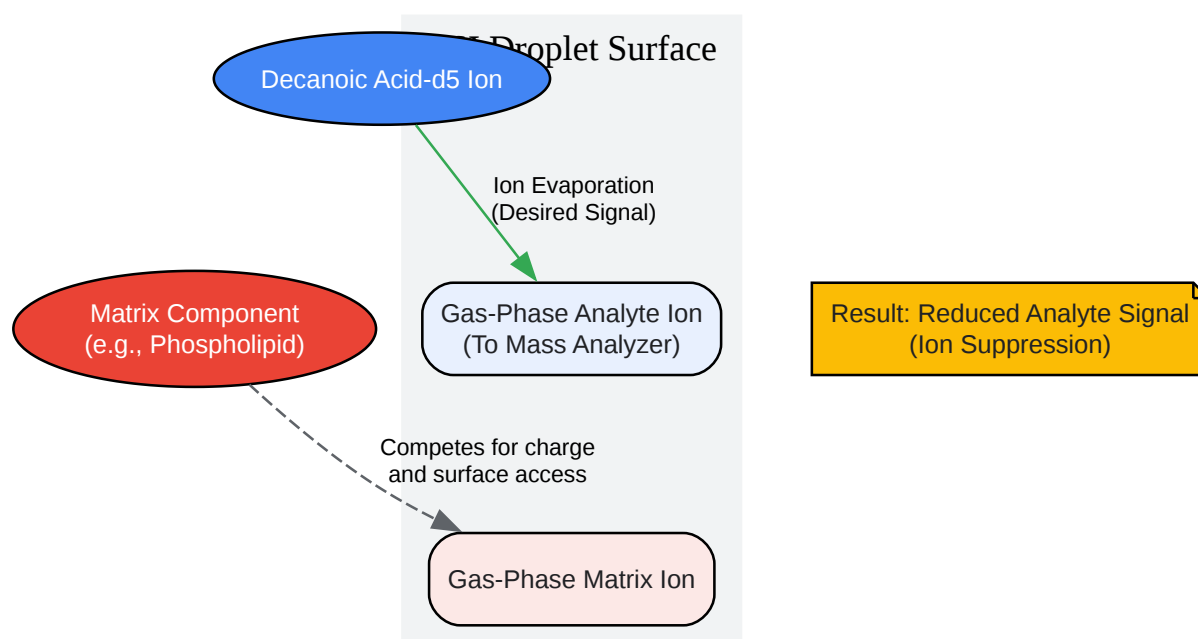 Droplet Surface
Decanoic Acid-d5 Ion
Ion Evaporation
(Desired Signal)
Matrix Component
(e.g., Phospholipid)
Gas-Phase Analyte Ion
(To Mass Analyzer)
Result: Reduced Analyte Signal
(Ion Suppression)
Competes for charge
and surface access
Gas-Phase Matrix Ion